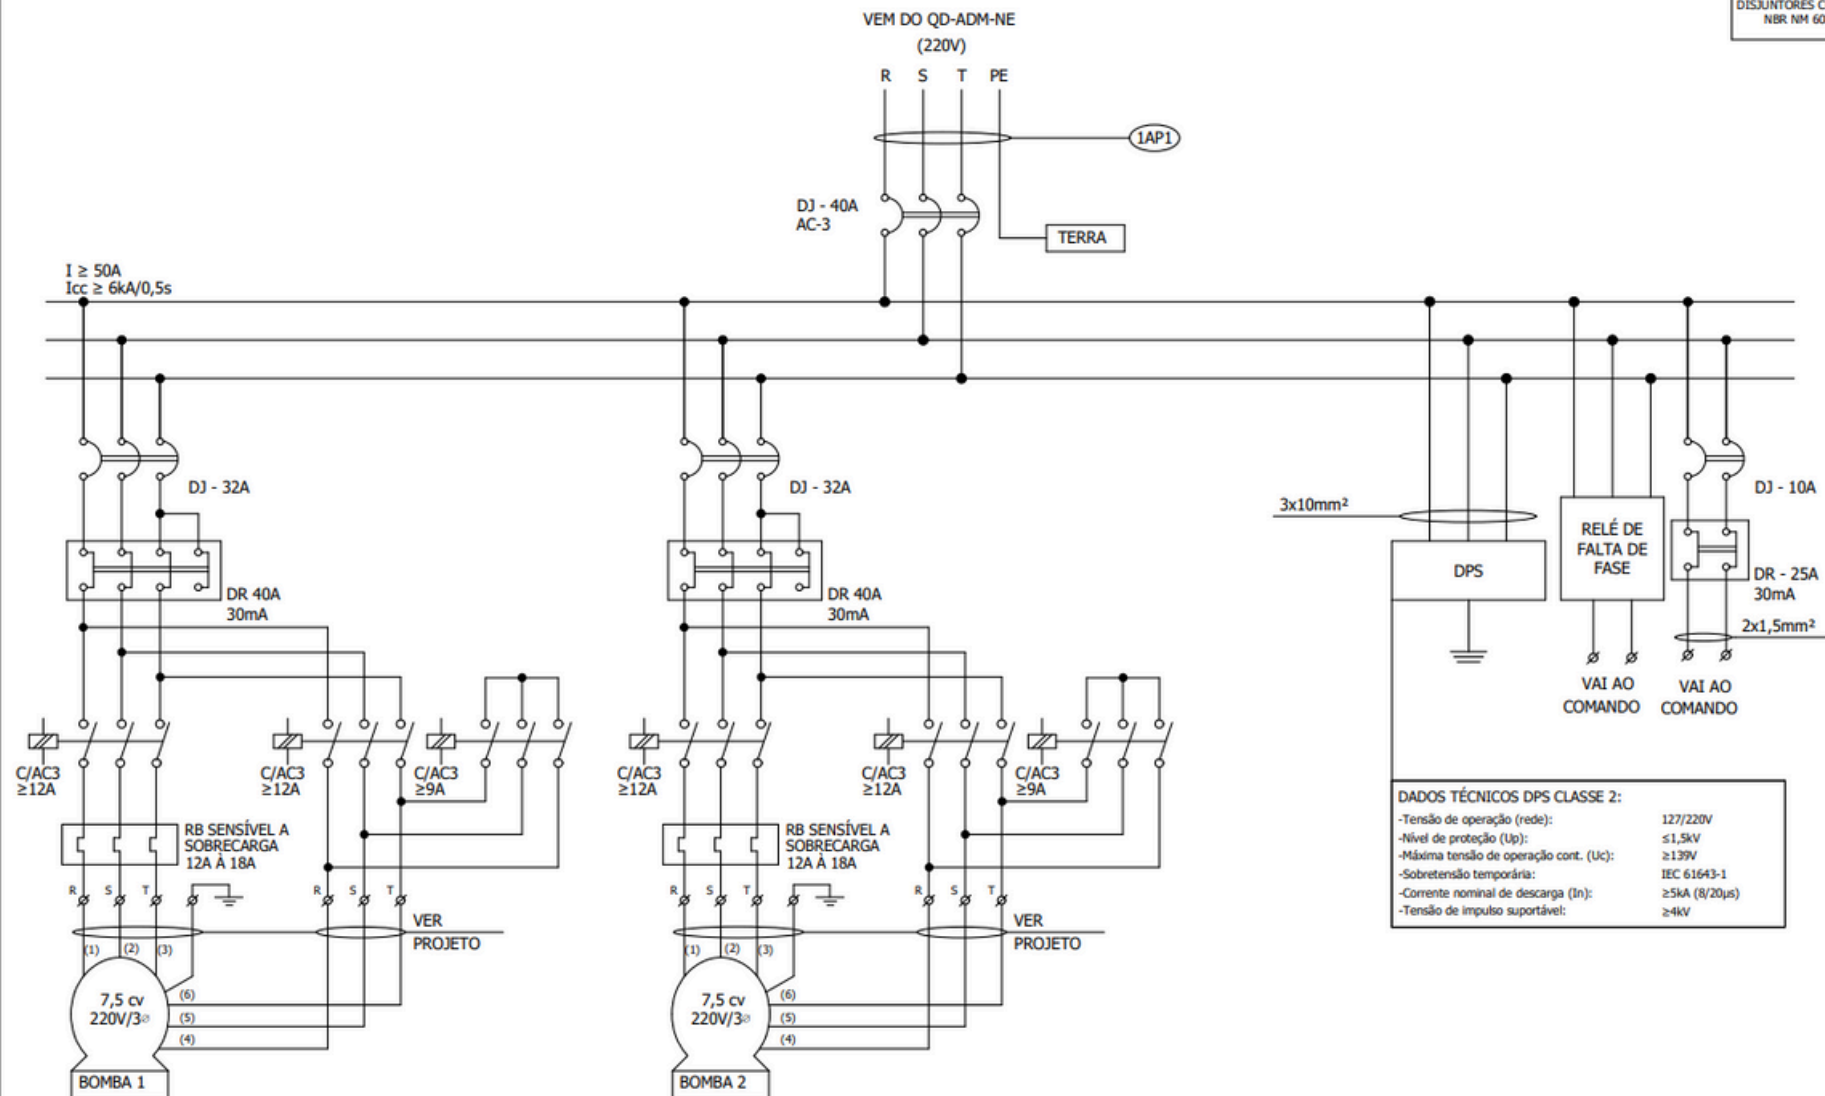 DISJUNTORES C
NBR NM 60
VEM DO QD-ADM-NE
(220V)
R S T PE
1AP1
DJ - 40A
AC-3
TERRA
I ≥ 50A
Icc ≥ 6kA/0,5s
DJ - 32A
DR 40A
30mA
C/AC3
≥12A
C/AC3
≥12A
C/AC3
≥9A
RB SENSÍVEL A
SOBRECARGA
12A À 18A
R S T
R S T
VER
PROJETO
(1) (2) (3)
7,5 cv
220V/3∅
(6)
(5)
(4)
BOMBA 1
DJ - 32A
DR 40A
30mA
C/AC3
≥12A
C/AC3
≥12A
C/AC3
≥9A
RB SENSÍVEL A
SOBRECARGA
12A À 18A
R S T
R S T
VER
PROJETO
(1) (2) (3)
7,5 cv
220V/3∅
(6)
(5)
(4)
BOMBA 2
3x10mm²
DPS
RELÉ DE
FALTA DE
FASE
VAI AO
COMANDO
DJ - 10A
DR - 25A
30mA
2x1,5mm²
VAI AO
COMANDO
DADOS TÉCNICOS DPS CLASSE 2:
-Tensão de operação (rede): 127/220V
-Nível de proteção (Up): ≤1,5kV
-Máxima tensão de operação cont. (Uc): ≥139V
-Sobretensão temporária: IEC 61643-1
-Corrente nominal de descarga (In): ≥5kA (8/20µs)
-Tensão de impulso suportável: ≥4kV